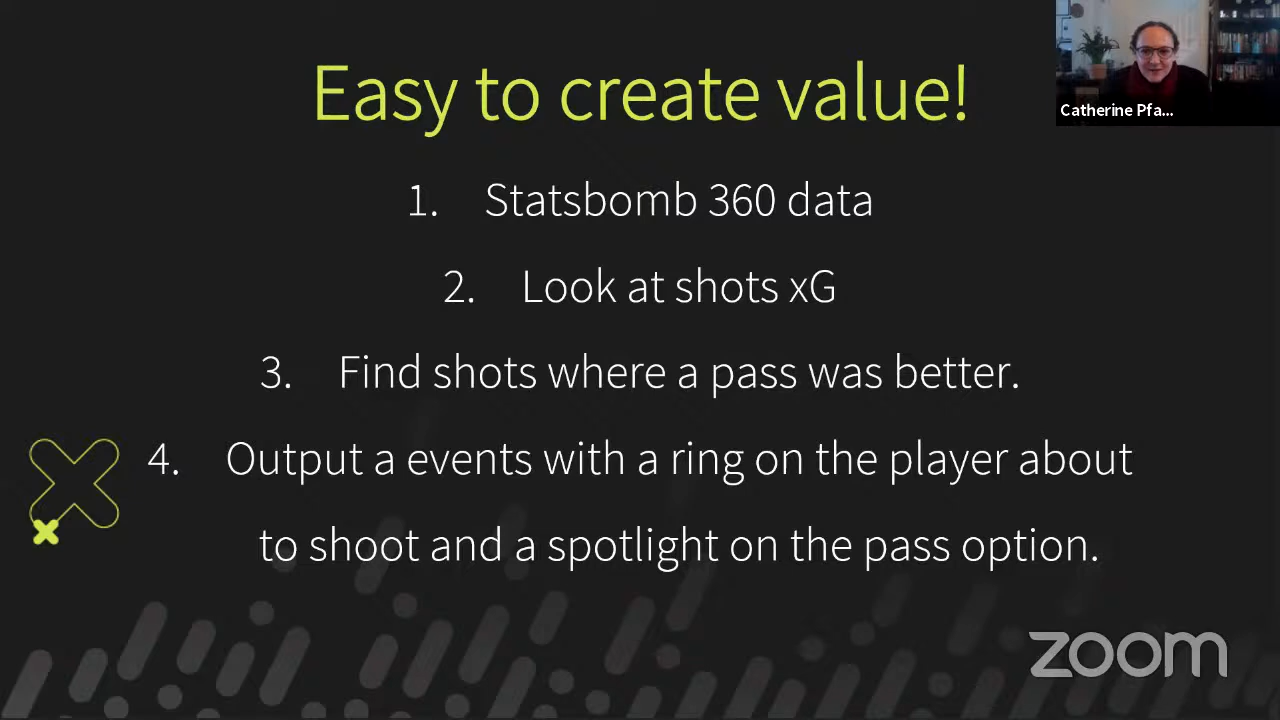 Easy to create value!
Catherine Pfa...
1. Statsbomb 360 data
2. Look at shots xG
3. Find shots where a pass was better.
4. Output a events with a ring on the player about
to shoot and a spotlight on the pass option.
zoom